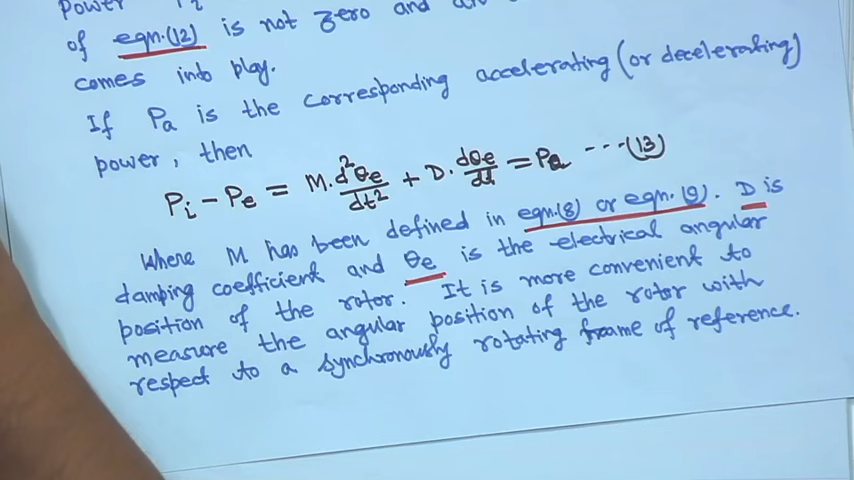 power P i
of eqn.(12) is not zero and
comes into play.
If Pa is the corresponding accelerating (or decelerating)
power, then
Pi - Pe = M. d²θe/dt² + D. dθe/dt = Pa ---(13)
Where M has been defined in eqn.(8) or eqn.(9). D is
damping coefficient and θe is the electrical angular
position of the rotor. It is more convenient to
measure the angular position of the rotor with
respect to a synchronously rotating frame of reference.